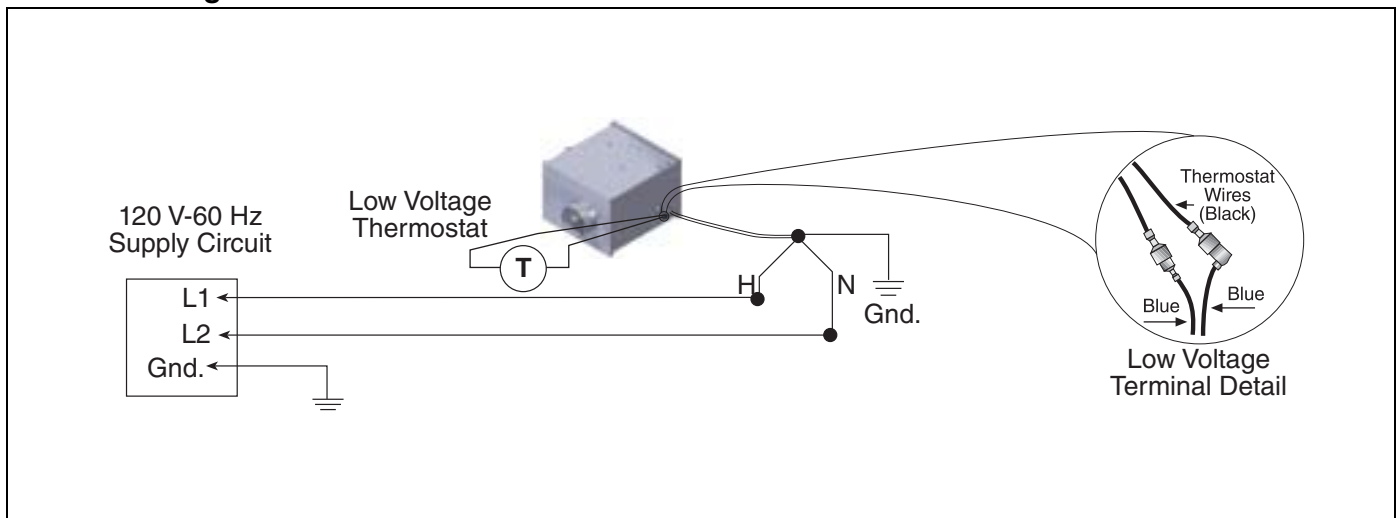 120 V-60 Hz
Supply Circuit
L1
L2
Gnd.
Low Voltage
Thermostat
T
H
N
Gnd.
Thermostat
Wires
(Black)
Blue
Blue
Low Voltage
Terminal Detail